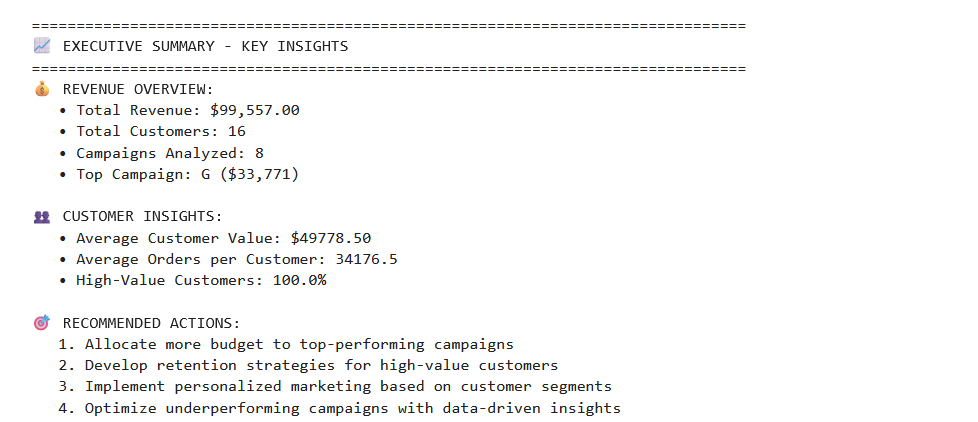 ================================================================================
📈 EXECUTIVE SUMMARY - KEY INSIGHTS
================================================================================
💰 REVENUE OVERVIEW:
• Total Revenue: $99,557.00
• Total Customers: 16
• Campaigns Analyzed: 8
• Top Campaign: G ($33,771)
👥 CUSTOMER INSIGHTS:
• Average Customer Value: $49778.50
• Average Orders per Customer: 34176.5
• High-Value Customers: 100.0%
🎯 RECOMMENDED ACTIONS:
1. Allocate more budget to top-performing campaigns
2. Develop retention strategies for high-value customers
3. Implement personalized marketing based on customer segments
4. Optimize underperforming campaigns with data-driven insights